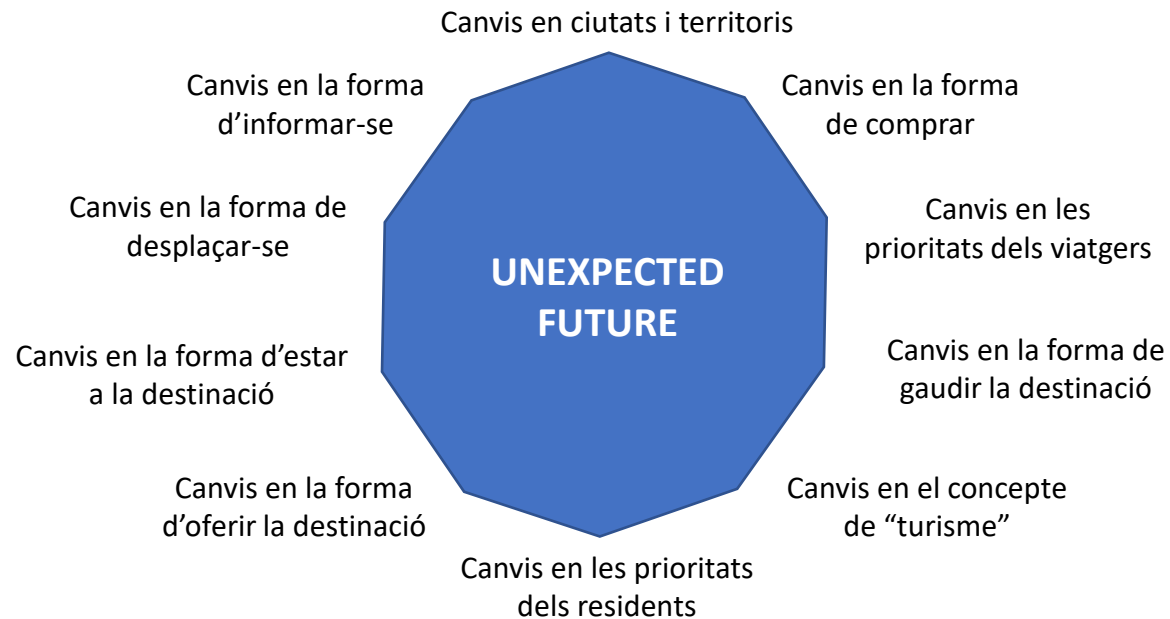 Canvis en ciutats i territoris
Canvis en la forma
d’informar-se
Canvis en la forma
de comprar
Canvis en la forma de
desplaçar-se
Canvis en les
prioritats dels viatgers
UNEXPECTED
FUTURE
Canvis en la forma d’estar
a la destinació
Canvis en la forma de
gaudir la destinació
Canvis en la forma
d’oferir la destinació
Canvis en el concepte
de “turisme”
Canvis en les prioritats
dels residents